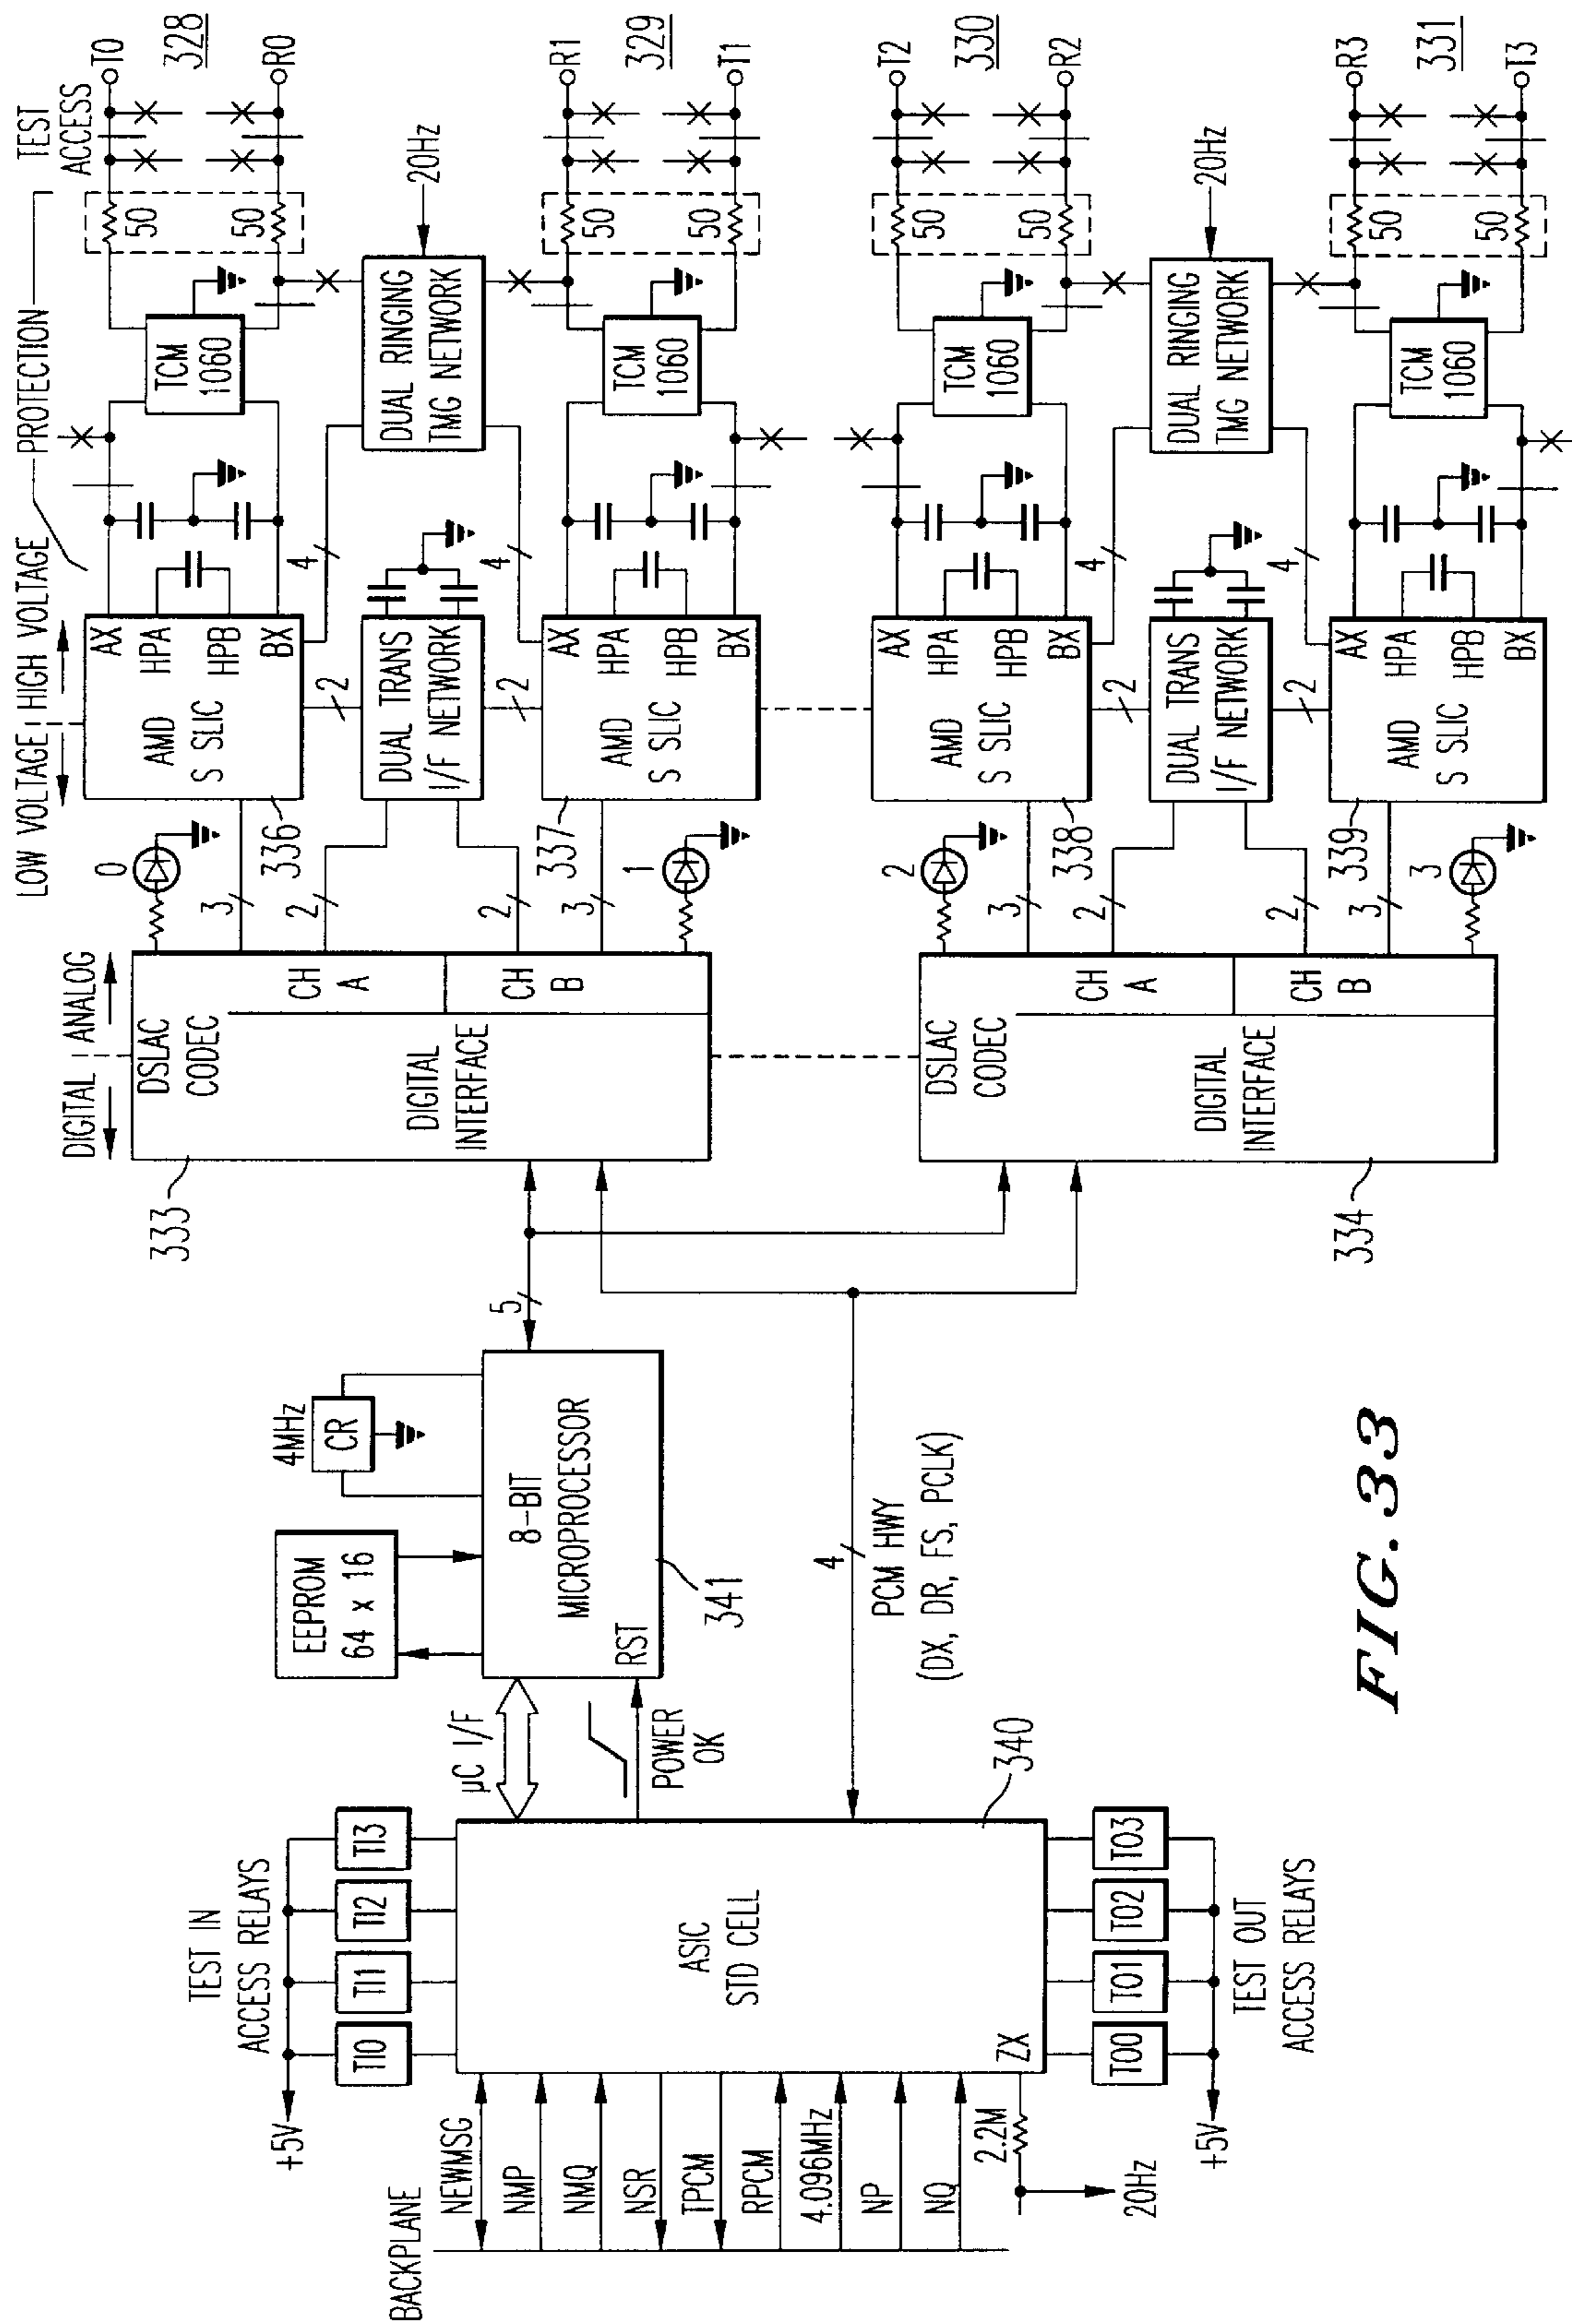 BACKPLANE
NEWMSG
NMP
NMQ
NSR
TPCM
RPCM
4.096MHz
NP
NQ
2.2M
20Hz
TEST IN
ACCESS RELAYS
+5V
TI0
TI1
TI2
TI3
ASIC
STD CELL
ZX
340
TO0
TO1
TO2
TO3
+5V
TEST OUT
ACCESS RELAYS
µC I/F
POWER
OK
EEPROM
64 x 16
4MHz
CR
8-BIT
MICROPROCESSOR
RST
341
5
4
PCM HWY
(DX, DR, FS, PCLK)
DIGITAL
ANALOG
333
DSLAC
CODEC
DIGITAL
INTERFACE
CH
A
CH
B
334
DSLAC
CODEC
DIGITAL
INTERFACE
CH
A
CH
B
LOW VOLTAGE
HIGH VOLTAGE
0
3
2
2
3
1
2
3
2
2
3
3
336
AMD
S SLIC
AX
HPA
HPB
BX
2
DUAL TRANS
I/F NETWORK
2
337
AMD
S SLIC
AX
HPA
HPB
BX
338
AMD
S SLIC
AX
HPA
HPB
BX
2
DUAL TRANS
I/F NETWORK
2
339
AMD
S SLIC
AX
HPA
HPB
BX
4
4
4
4
PROTECTION
TCM
1060
DUAL RINGING
TMG NETWORK
20Hz
TCM
1060
TCM
1060
DUAL RINGING
TMG NETWORK
20Hz
TCM
1060
50
50
50
50
50
50
50
50
TEST
ACCESS
T0
328
R0
R1
329
T1
T2
330
R2
R3
331
T3
FIG. 33